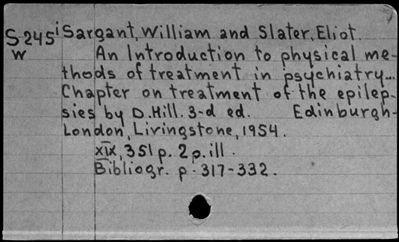 S 245 i Sargant, William and Slater, Eliot.
W An Introduction to physical me-
thods of treatment in psychiatry...
Chapter on treatment of the epilep-
sies by D. Hill. 3-d ed. Edinburgh-
London, Livingstone, 1954.
XIX, 351 p. 2 p. ill.
Bibliogr. p. 317-332.